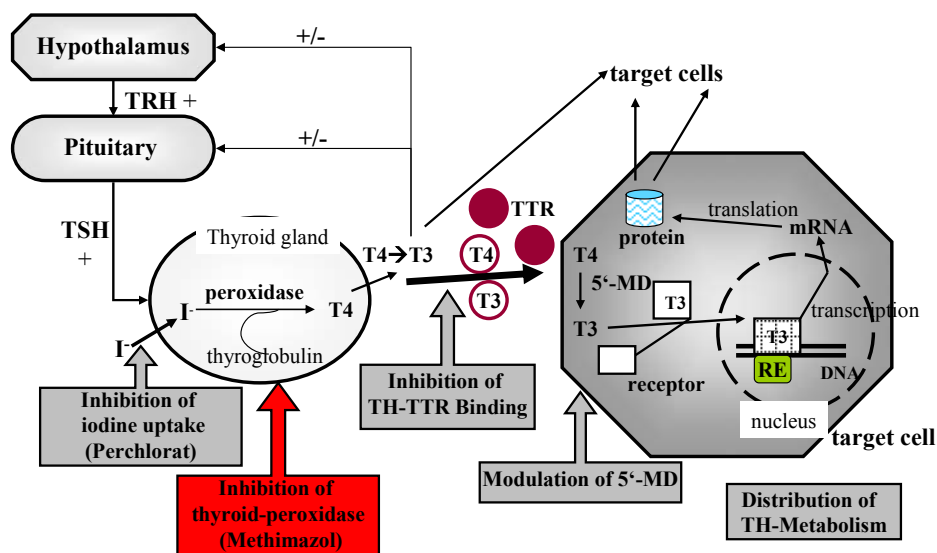 Hypothalamus
+/-
TRH +
Pituitary
+/-
TSH
+
target cells
TTR
Thyroid gland
T4→T3
T4
T3
peroxidase
I-
T4
thyroglobulin
I-
protein
translation
mRNA
T4
5‘-MD
T3
T3
transcription
T3
receptor
RE
DNA
nucleus
target cell
Inhibition of
iodine uptake
(Perchlorat)
Inhibition of
TH-TTR Binding
Inhibition of
thyroid-peroxidase
(Methimazol)
Modulation of 5‘-MD
Distribution of
TH-Metabolism